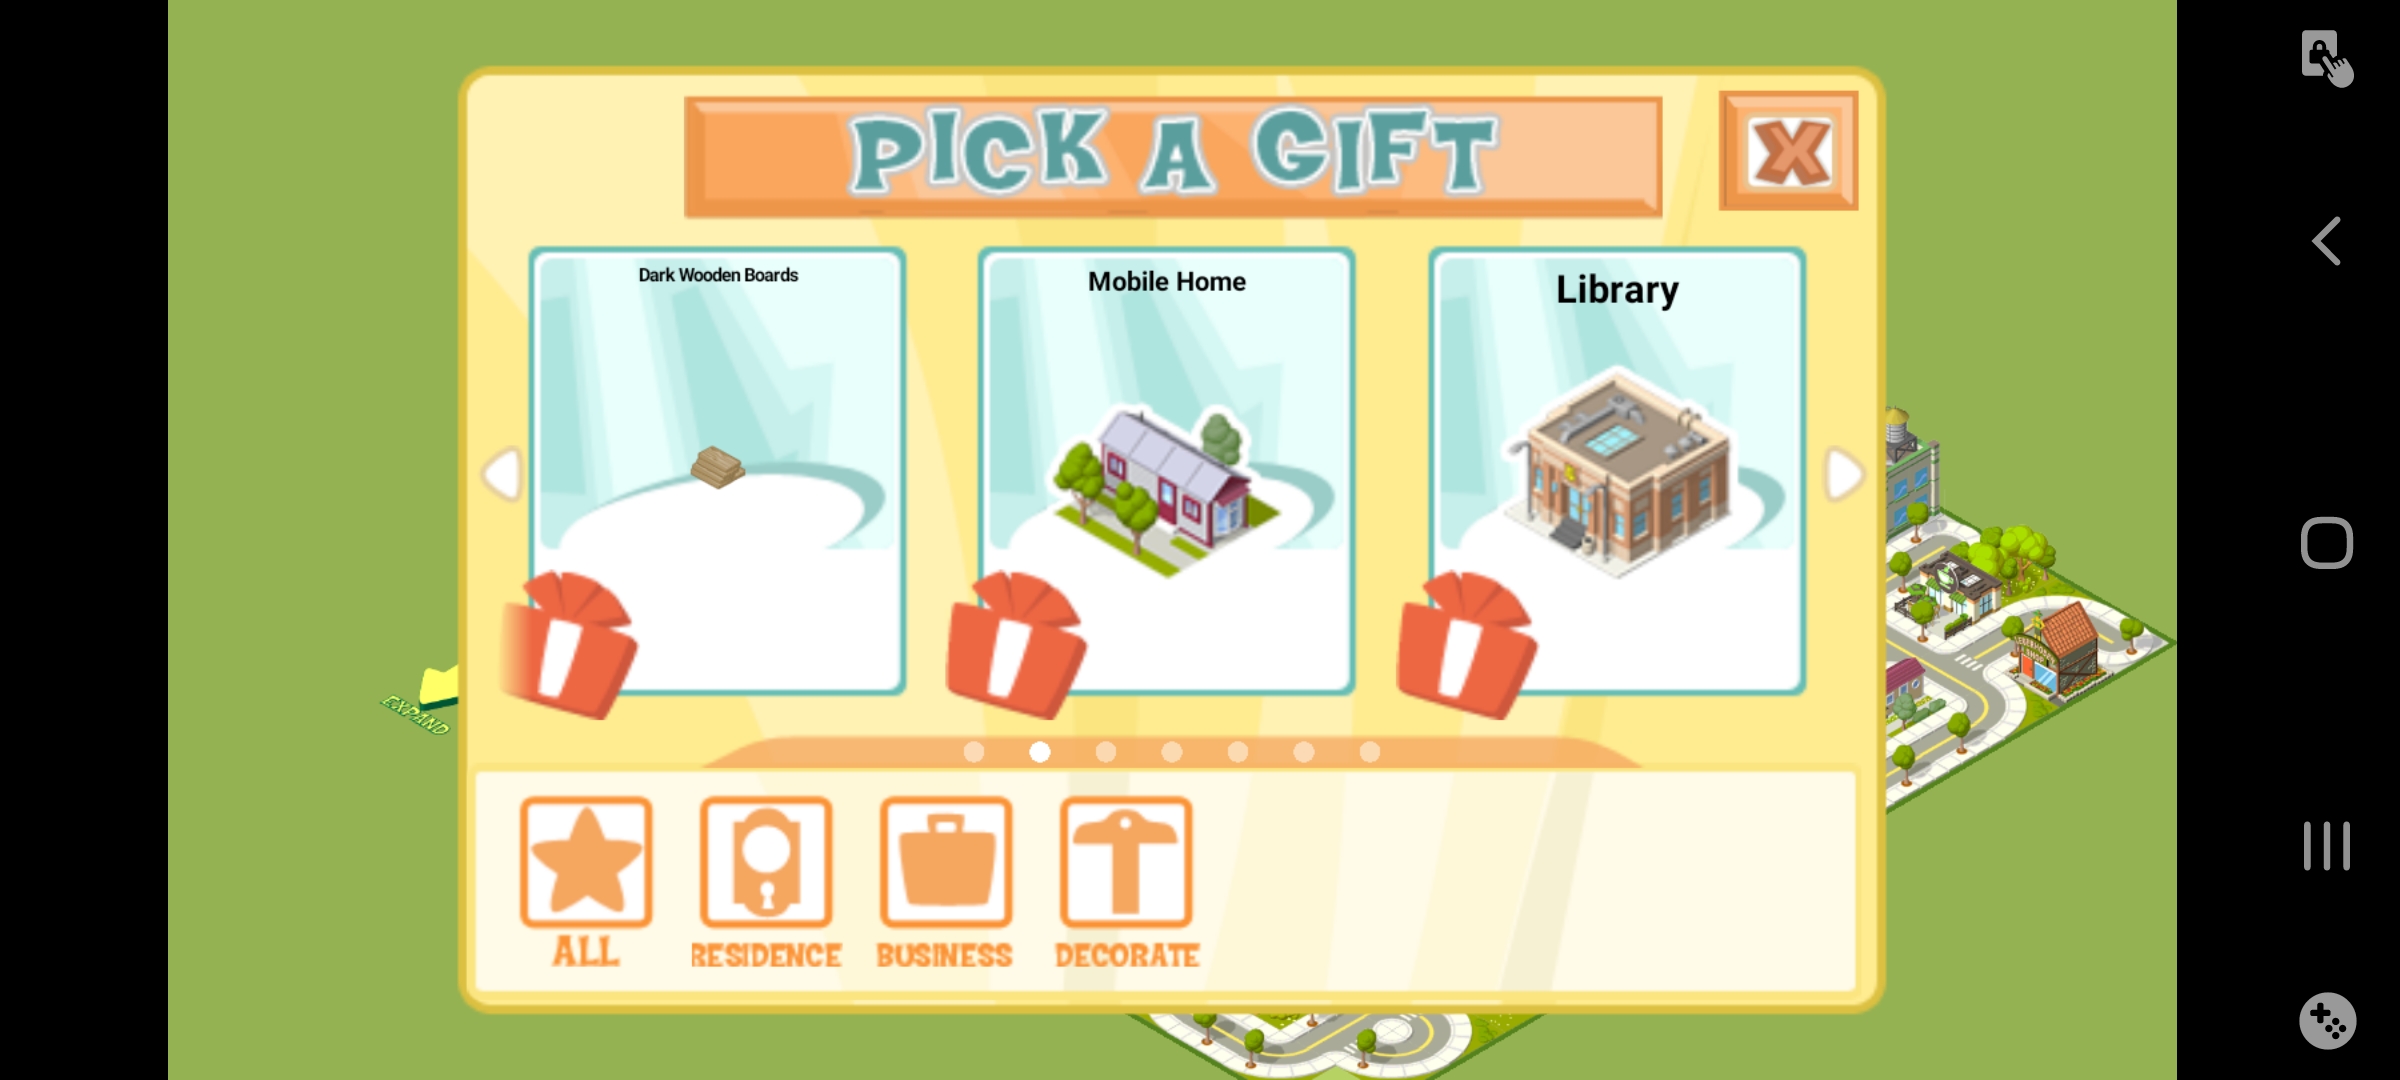 PICK A GIFT
X
Dark Wooden Boards
Mobile Home
Library
EXPAND
ALL
RESIDENCE
BUSINESS
DECORATE